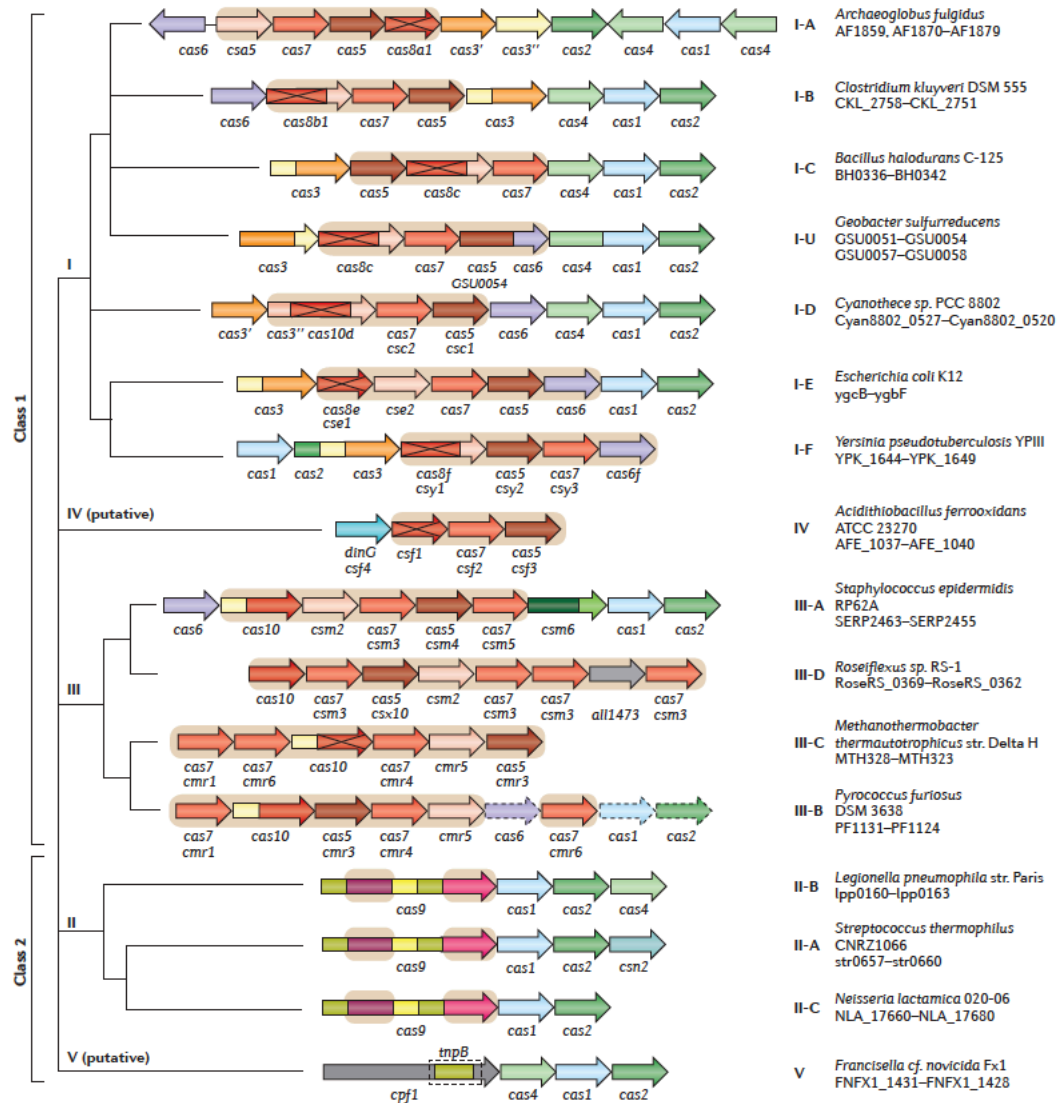 Class 1
I
cas6 csa5 cas7 cas5 cas8a1 cas3' cas3'' cas2 cas4 cas1 cas4
I-A
Archaeoglobus fulgidus
AF1859, AF1870–AF1879
cas6 cas8b1 cas7 cas5 cas3 cas4 cas1 cas2
I-B
Clostridium kluyveri DSM 555
CKL_2758–CKL_2751
cas3 cas5 cas8c cas7 cas4 cas1 cas2
I-C
Bacillus halodurans C-125
BH0336–BH0342
cas3 cas8c cas7 cas5 cas6 cas4 cas1 cas2
GSU0054
I-U
Geobacter sulfurreducens
GSU0051–GSU0054
GSU0057–GSU0058
cas3' cas3'' cas10d cas7 cas5 cas6 cas4 cas1 cas2
csc2 csc1
I-D
Cyanothece sp. PCC 8802
Cyan8802_0527–Cyan8802_0520
cas3 cas8e cse2 cas7 cas5 cas6 cas1 cas2
cse1
I-E
Escherichia coli K12
ygcB–ygbF
cas1 cas2 cas3 cas8f cas5 cas7 cas6f
csy1 csy2 csy3
I-F
Yersinia pseudotuberculosis YPIII
YPK_1644–YPK_1649
IV (putative)
dinG csf1 cas7 cas5
csf4 csf2 csf3
IV
Acidithiobacillus ferrooxidans
ATCC 23270
AFE_1037–AFE_1040
III
cas6 cas10 csm2 cas7 cas5 cas7 csm6 cas1 cas2
csm3 csm4 csm5
III-A
Staphylococcus epidermidis
RP62A
SERP2463–SERP2455
cas10 cas7 cas5 csm2 cas7 cas7 all1473 cas7
csm3 csx10 csm3 csm3 csm3
III-D
Roseiflexus sp. RS-1
RoseRS_0369–RoseRS_0362
cas7 cas7 cas10 cas7 cmr5 cas5
cmr1 cmr6 cmr4 cmr3
III-C
Methanothermobacter
thermautotrophicus str. Delta H
MTH328–MTH323
cas7 cas10 cas5 cas7 cmr5 cas6 cas7 cas1 cas2
cmr1 cmr3 cmr4 cmr6
III-B
Pyrococcus furiosus
DSM 3638
PF1131–PF1124
Class 2
II
cas9 cas1 cas2 cas4
II-B
Legionella pneumophila str. Paris
lpp0160–lpp0163
cas9 cas1 cas2 csn2
II-A
Streptococcus thermophilus
CNRZ1066
str0657–str0660
cas9 cas1 cas2
II-C
Neisseria lactamica 020-06
NLA_17660–NLA_17680
V (putative)
tnpB
cpf1 cas4 cas1 cas2
V
Francisella cf. novicida Fx1
FNFX1_1431–FNFX1_1428